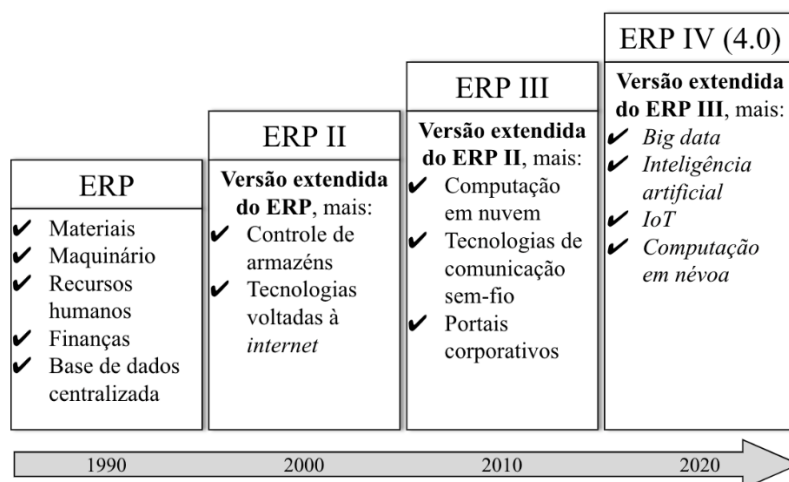 ERP
✔ Materiais
✔ Maquinário
✔ Recursos
humanos
✔ Finanças
✔ Base de dados
centralizada
ERP II
Versão extendida
do ERP, mais:
✔ Controle de
armazéns
✔ Tecnologias
voltadas à
internet
ERP III
Versão extendida
do ERP II, mais:
✔ Computação
em nuvem
✔ Tecnologias de
comunicação
sem-fio
✔ Portais
corporativos
ERP IV (4.0)
Versão extendida
do ERP III, mais:
✔ Big data
✔ Inteligência
artificial
✔ IoT
✔ Computação
em névoa
1990
2000
2010
2020